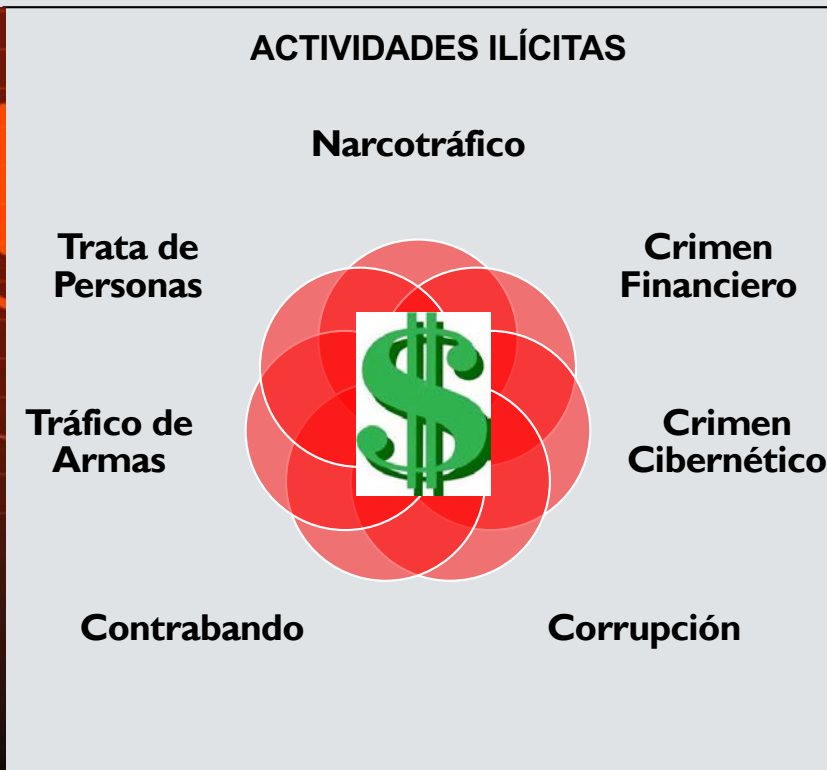 ACTIVIDADES ILÍCITAS
Narcotráfico
Trata de
Personas
Crimen
Financiero
Tráfico de
Armas
$
Crimen
Cibernético
Contrabando
Corrupción